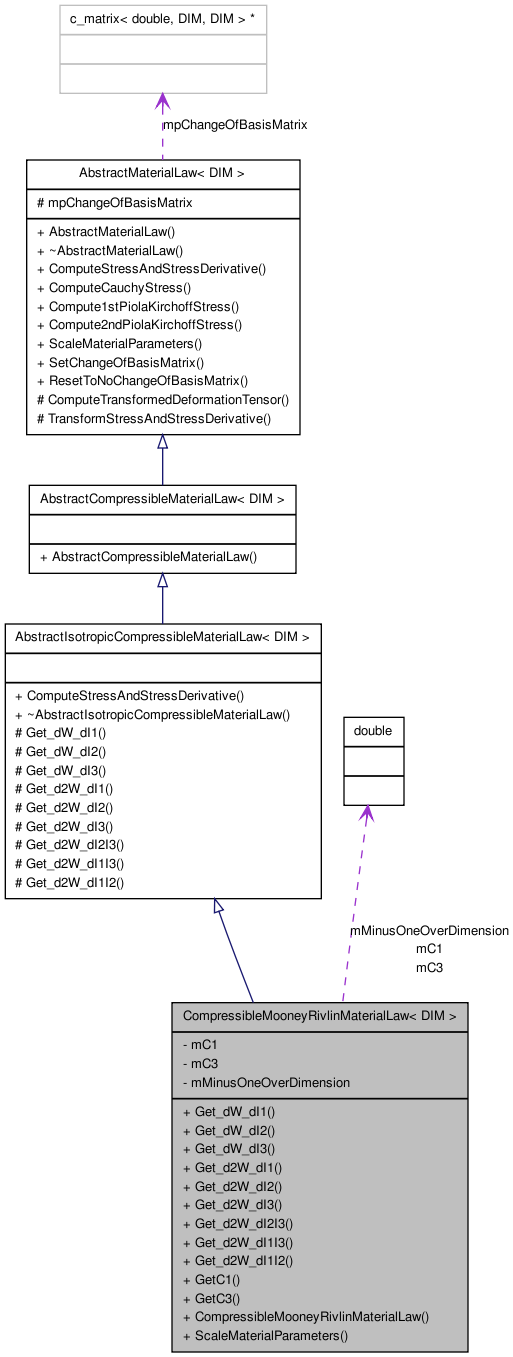 c_matrix< double, DIM, DIM > *
mpChangeOfBasisMatrix
AbstractMaterialLaw< DIM >
# mpChangeOfBasisMatrix
+ AbstractMaterialLaw()
+ ~AbstractMaterialLaw()
+ ComputeStressAndStressDerivative()
+ ComputeCauchyStress()
+ Compute1stPiolaKirchoffStress()
+ Compute2ndPiolaKirchoffStress()
+ ScaleMaterialParameters()
+ SetChangeOfBasisMatrix()
+ ResetToNoChangeOfBasisMatrix()
# ComputeTransformedDeformationTensor()
# TransformStressAndStressDerivative()
AbstractCompressibleMaterialLaw< DIM >
+ AbstractCompressibleMaterialLaw()
AbstractIsotropicCompressibleMaterialLaw< DIM >
+ ComputeStressAndStressDerivative()
+ ~AbstractIsotropicCompressibleMaterialLaw()
# Get_dW_dI1()
# Get_dW_dI2()
# Get_dW_dI3()
# Get_d2W_dI1()
# Get_d2W_dI2()
# Get_d2W_dI3()
# Get_d2W_dI2I3()
# Get_d2W_dI1I3()
# Get_d2W_dI1I2()
double
mMinusOneOverDimension
mC1
mC3
CompressibleMooneyRivlinMaterialLaw< DIM >
- mC1
- mC3
- mMinusOneOverDimension
+ Get_dW_dI1()
+ Get_dW_dI2()
+ Get_dW_dI3()
+ Get_d2W_dI1()
+ Get_d2W_dI2()
+ Get_d2W_dI3()
+ Get_d2W_dI2I3()
+ Get_d2W_dI1I3()
+ Get_d2W_dI1I2()
+ GetC1()
+ GetC3()
+ CompressibleMooneyRivlinMaterialLaw()
+ ScaleMaterialParameters()